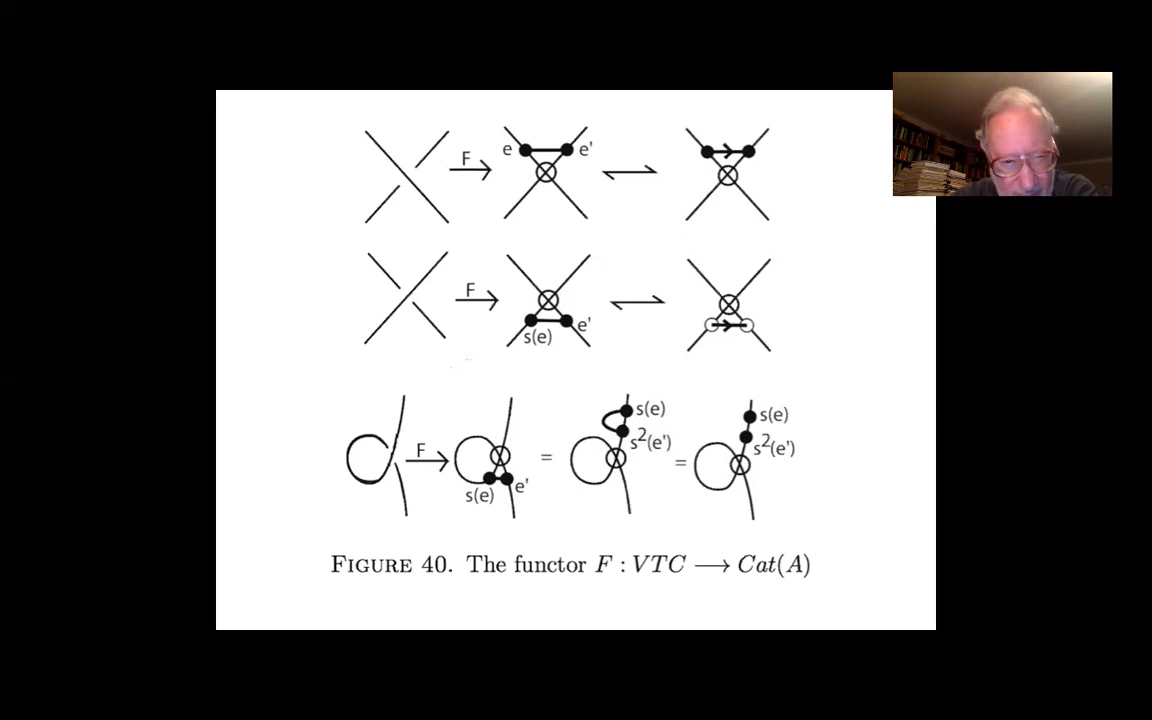 F e e'
F s(e) e'
F s(e) e' = s(e) s²(e') = s(e) s²(e')
FIGURE 40. The functor F : VTC ⟶ Cat(A)